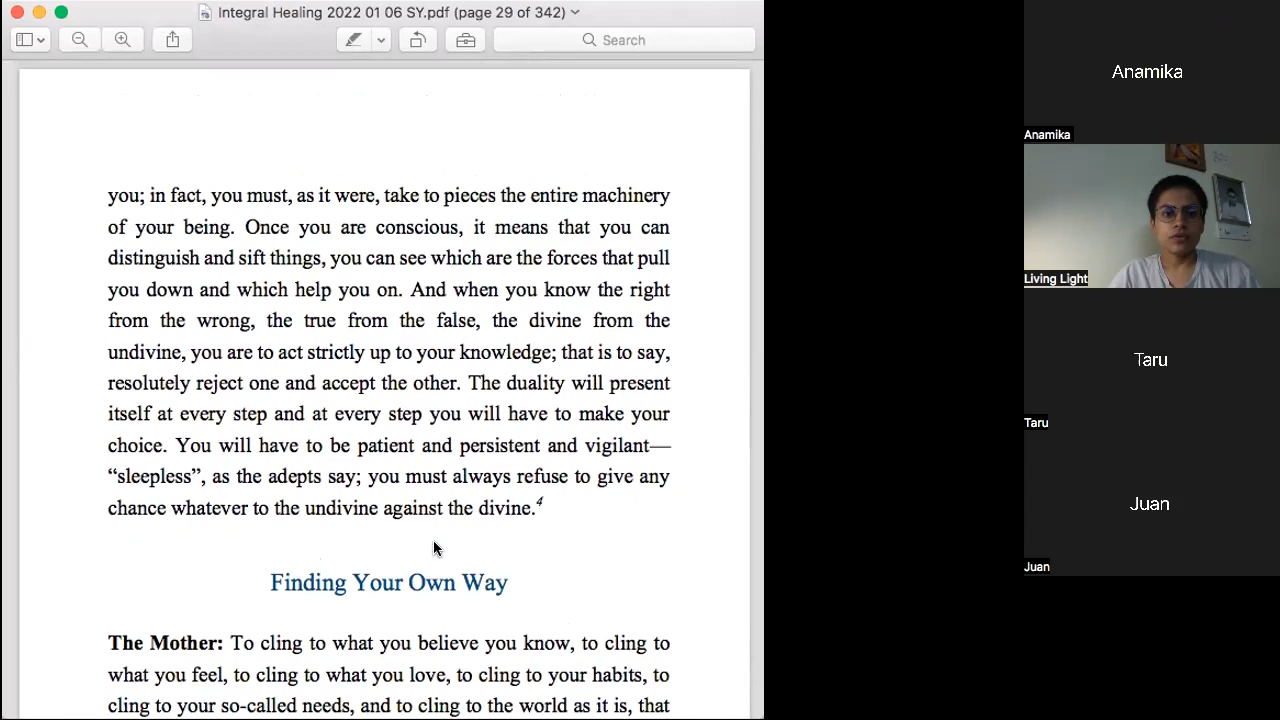 Integral Healing 2022 01 06 SY.pdf (page 29 of 342)
Search
you; in fact, you must, as it were, take to pieces the entire machinery
of your being. Once you are conscious, it means that you can
distinguish and sift things, you can see which are the forces that pull
you down and which help you on. And when you know the right
from the wrong, the true from the false, the divine from the
undivine, you are to act strictly up to your knowledge; that is to say,
resolutely reject one and accept the other. The duality will present
itself at every step and at every step you will have to make your
choice. You will have to be patient and persistent and vigilant—
“sleepless”, as the adepts say; you must always refuse to give any
chance whatever to the undivine against the divine.4
Finding Your Own Way
The Mother: To cling to what you believe you know, to cling to
what you feel, to cling to what you love, to cling to your habits, to
cling to your so-called needs, and to cling to the world as it is, that
Anamika
Anamika
Living Light
Taru
Taru
Juan
Juan